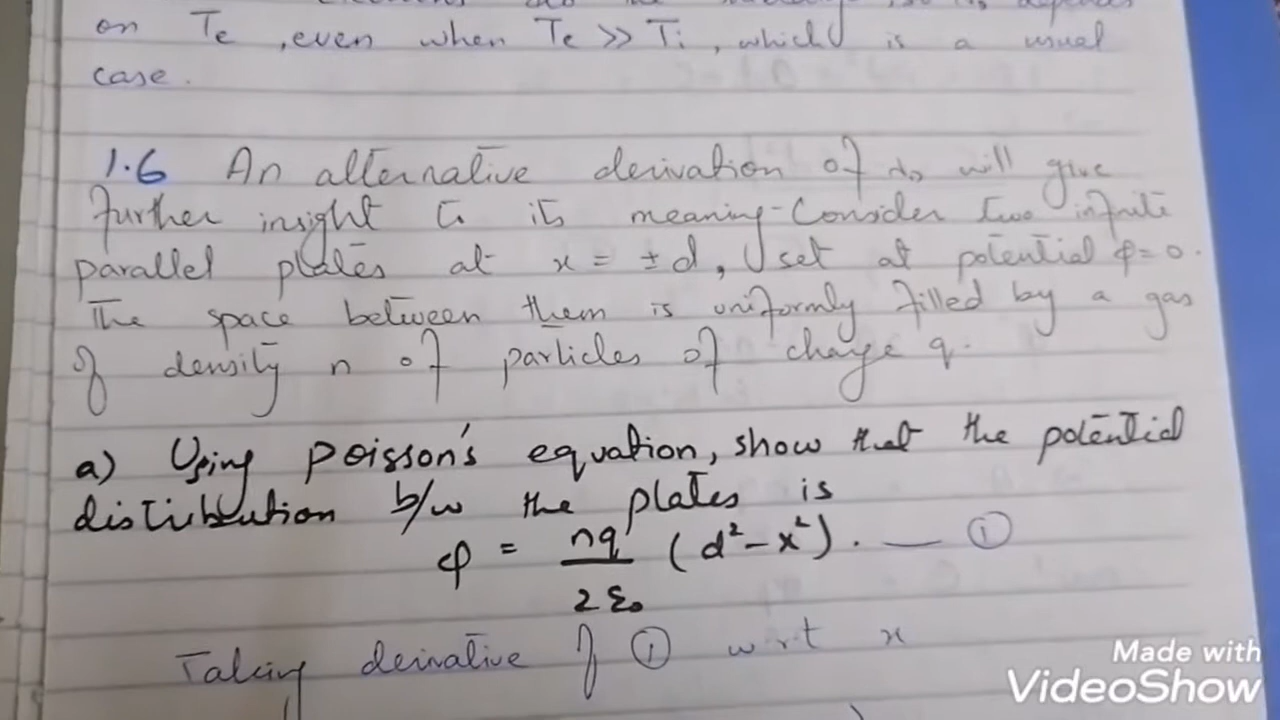 on Te , even when Te >> Ti , which is a usual
case.
1.6 An alternative derivation of λD will give
further insight to its meaning. Consider two infinite
parallel plates at x = ±d, set at potential φ=0.
The space between them is uniformly filled by a gas
of density n of particles of charge q.
a) Using poisson's equation, show that the potential
distribution b/w the plates is
φ = nq/2ε₀ (d²-x²). — ①
Taking derivative of ① wrt x
Made with
VideoShow